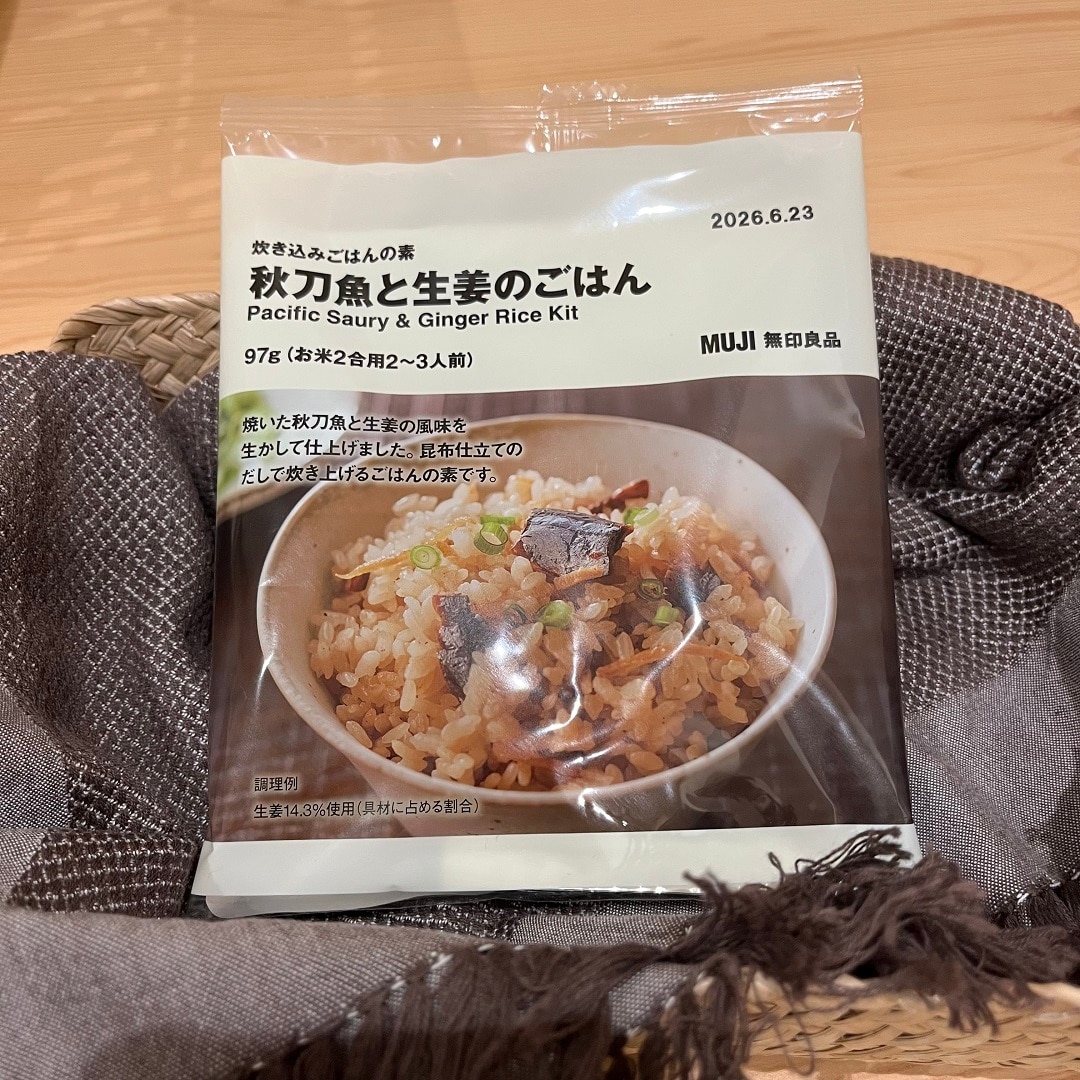 2026.6.23
炊き込みごはんの素
秋刀魚と生姜のごはん
Pacific Saury & Ginger Rice Kit
97g（お米2合用2～3人前）
MUJI 無印良品
焼いた秋刀魚と生姜の風味を
生かして仕上げました。昆布仕立ての
だしで炊き上げるごはんの素です。
調理例
生姜14.3%使用（具材に占める割合）